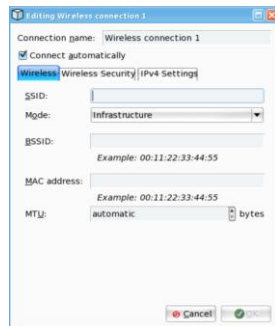 Editing Wireless connection 1
Connection name: Wireless connection 1
Connect automatically
Wireless Wireless Security IPv4 Settings
SSID:
Mode: Infrastructure
BSSID:
Example: 00:11:22:33:44:55
MAC address:
Example: 00:11:22:33:44:55
MTU: automatic bytes
Cancel OK